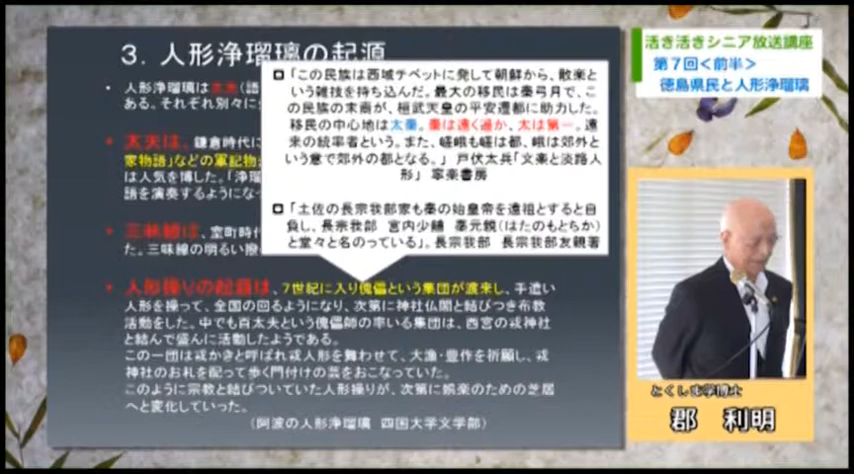 3. 人形浄瑠璃の起源
・ 人形浄瑠璃は
ある。それぞれ別々に
・ 太夫は、鎌倉時代に
家物語」などの軍記物
は人気を博した。「浄瑠
語を演奏するようになっ
・ 三味線は、室町時代
た。三味線の明るい撥
・ 人形操りの起源は、7世紀に入り傀儡という集団が渡来し、手遣い
人形を操って、全国の回るようになり、次第に神社仏閣と結びつき布教
活動をした。中でも百太夫という傀儡師の率いる集団は、西宮の戎神社
と結んで盛んに活動したようである。
この一団は戎かきと呼ばれ戎人形を舞わせて、大漁・豊作を祈願し、戎
神社のお札を配って歩く門付けの芸をおこなっていた。
このように宗教と結びついていた人形操りが、次第に娯楽のための芝居
へと変化していった。
(阿波の人形浄瑠璃 四国大学文学部)
□ 「この民族は西域チベットに発して朝鮮から、散楽と
いう雑技を持ち込んだ。最大の移民は秦弓月で、こ
の民族の末裔が、桓武天皇の平安遷都に助力した。
移民の中心地は太秦。秦は遠く遥か、太は第一。遠
来の統率者という。また、嵯峨も嵯は都、峨は郊外と
いう意で郊外の都となる。」 戸伏太兵「文楽と淡路人
形」 寧楽書房
□ 「土佐の長宗我部家も秦の始皇帝を遠祖とすると自
負し、長宗我部 宮内少輔 秦元親(はたのもとちか)
と堂々と名のっている」。長宗我部 長宗我部友親著
活き活きシニア放送講座
第7回<前半>
徳島県民と人形浄瑠璃
とくしま学博士
郡 利明